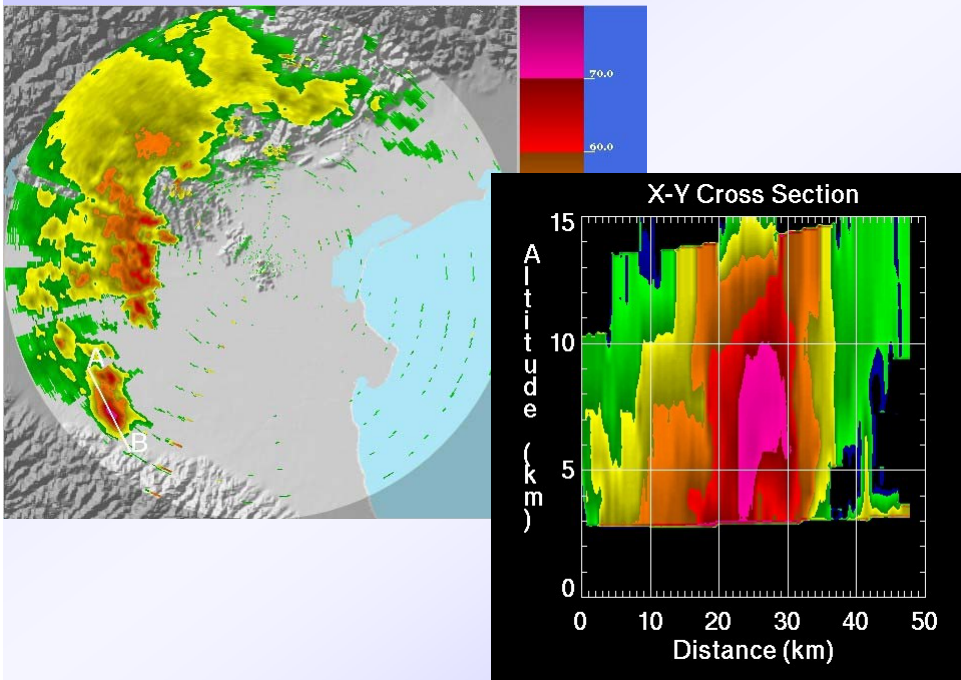 70.0
60.0
A
B
X-Y Cross Section
Altitude (km)
15
10
5
0
0 10 20 30 40 50
Distance (km)